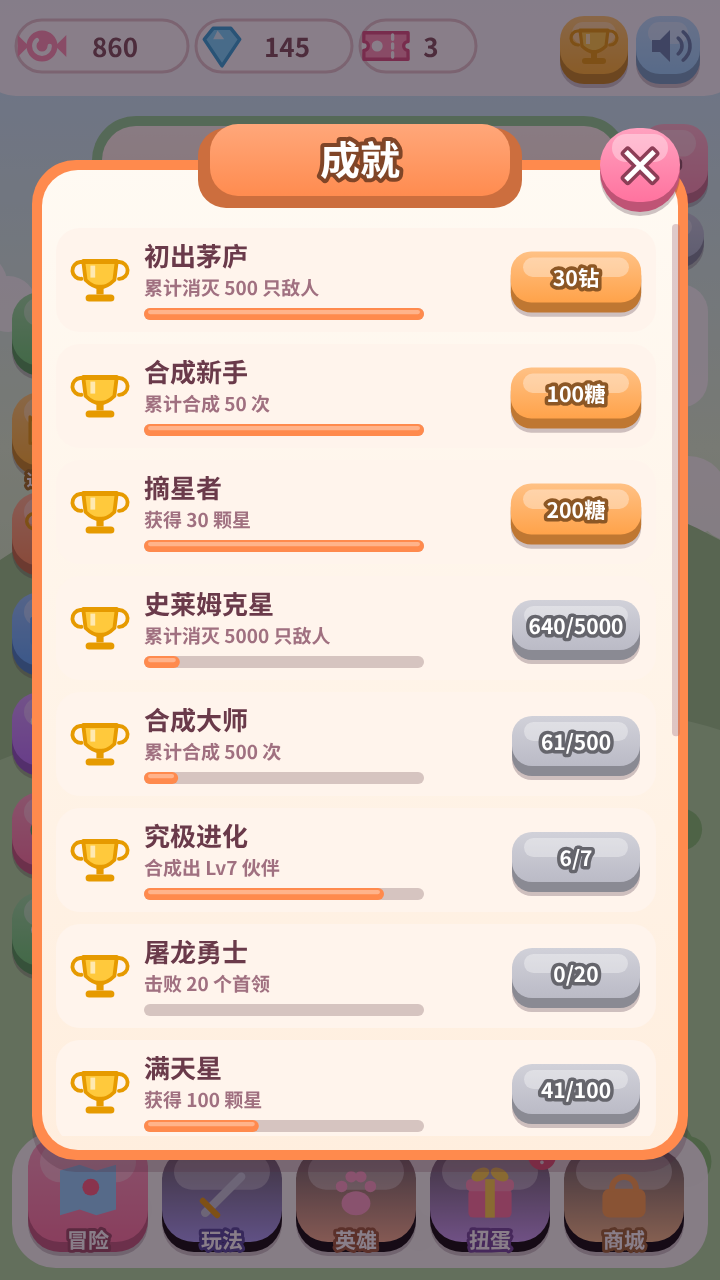 860
145
3
成就
初出茅庐
累计消灭 500 只敌人
30钻
合成新手
累计合成 50 次
100糖
摘星者
获得 30 颗星
200糖
史莱姆克星
累计消灭 5000 只敌人
640/5000
合成大师
累计合成 500 次
61/500
究极进化
合成出 Lv7 伙伴
6/7
屠龙勇士
击败 20 个首领
0/20
满天星
获得 100 颗星
41/100
冒险
玩法
英雄
扭蛋
商城